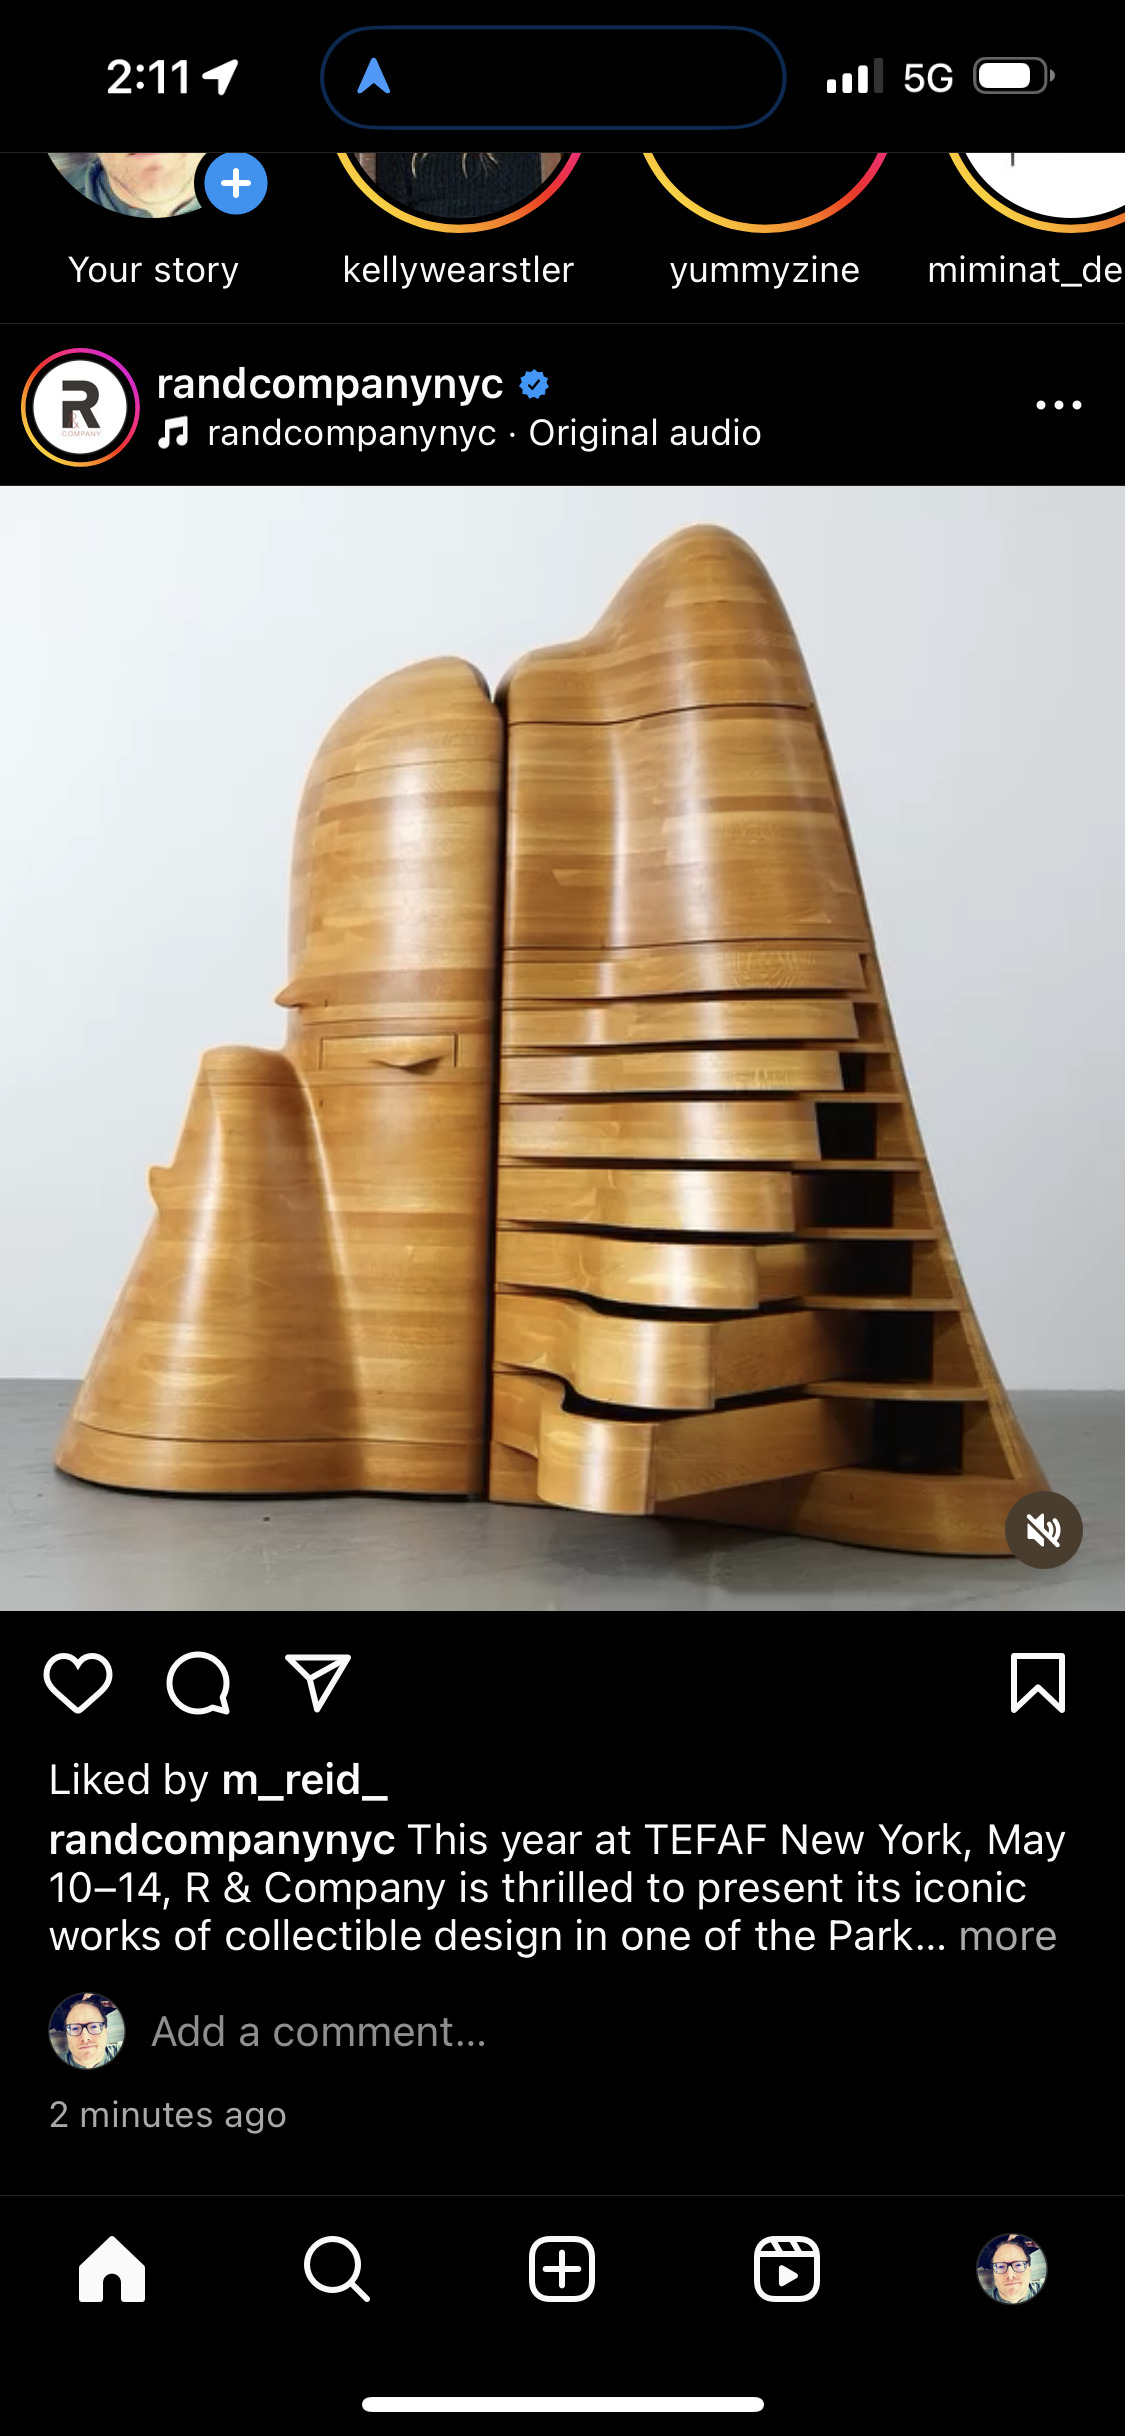 2:11
5G
Your story
kellywearstler
yummyzine
miminat_de
R
&
COMPANY
randcompanynyc
randcompanynyc · Original audio
Liked by m_reid_
randcompanynyc This year at TEFAF New York, May
10–14, R & Company is thrilled to present its iconic
works of collectible design in one of the Park... more
Add a comment...
2 minutes ago